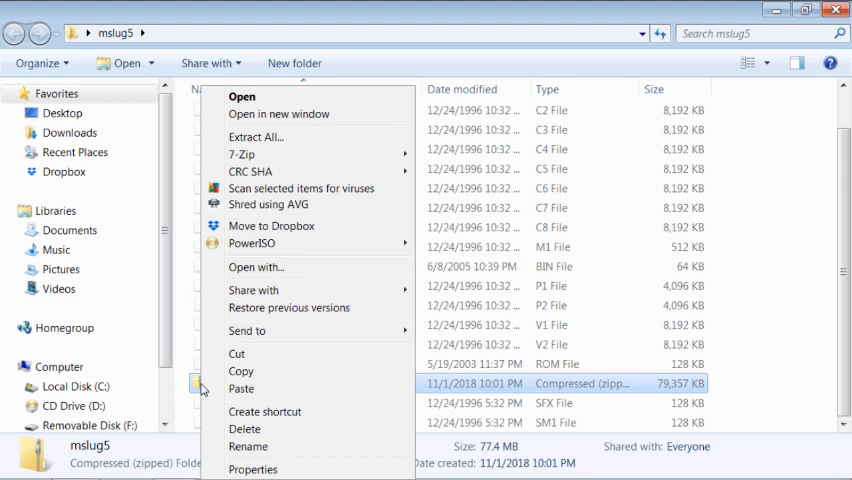 mslug5
Search mslug5
Organize
Open
Share with
New folder
Favorites
Desktop
Downloads
Recent Places
Dropbox
Libraries
Documents
Music
Pictures
Videos
Homegroup
Computer
Local Disk (C:)
CD Drive (D:)
Removable Disk (F:)
Open
Open in new window
Extract All...
7-Zip
CRC SHA
Scan selected items for viruses
Shred using AVG
Move to Dropbox
PowerISO
Open with...
Share with
Restore previous versions
Send to
Cut
Copy
Paste
Create shortcut
Delete
Rename
Properties
Date modified Type Size
12/24/1996 10:32 ... C2 File 8,192 KB
12/24/1996 10:32 ... C3 File 8,192 KB
12/24/1996 10:32 ... C4 File 8,192 KB
12/24/1996 10:32 ... C5 File 8,192 KB
12/24/1996 10:32 ... C6 File 8,192 KB
12/24/1996 10:32 ... C7 File 8,192 KB
12/24/1996 10:32 ... C8 File 8,192 KB
12/24/1996 10:32 ... M1 File 512 KB
6/8/2005 10:39 PM BIN File 64 KB
12/24/1996 10:32 ... P1 File 4,096 KB
12/24/1996 10:32 ... P2 File 4,096 KB
12/24/1996 10:32 ... V1 File 8,192 KB
12/24/1996 10:32 ... V2 File 8,192 KB
5/19/2003 11:37 PM ROM File 128 KB
11/1/2018 10:01 PM Compressed (zipp... 79,357 KB
12/24/1996 5:32 PM SFX File 128 KB
12/24/1996 5:32 PM SM1 File 128 KB
mslug5
Compressed (zipped) Folde
Size: 77.4 MB
Date created: 11/1/2018 10:01 PM
Shared with: Everyone